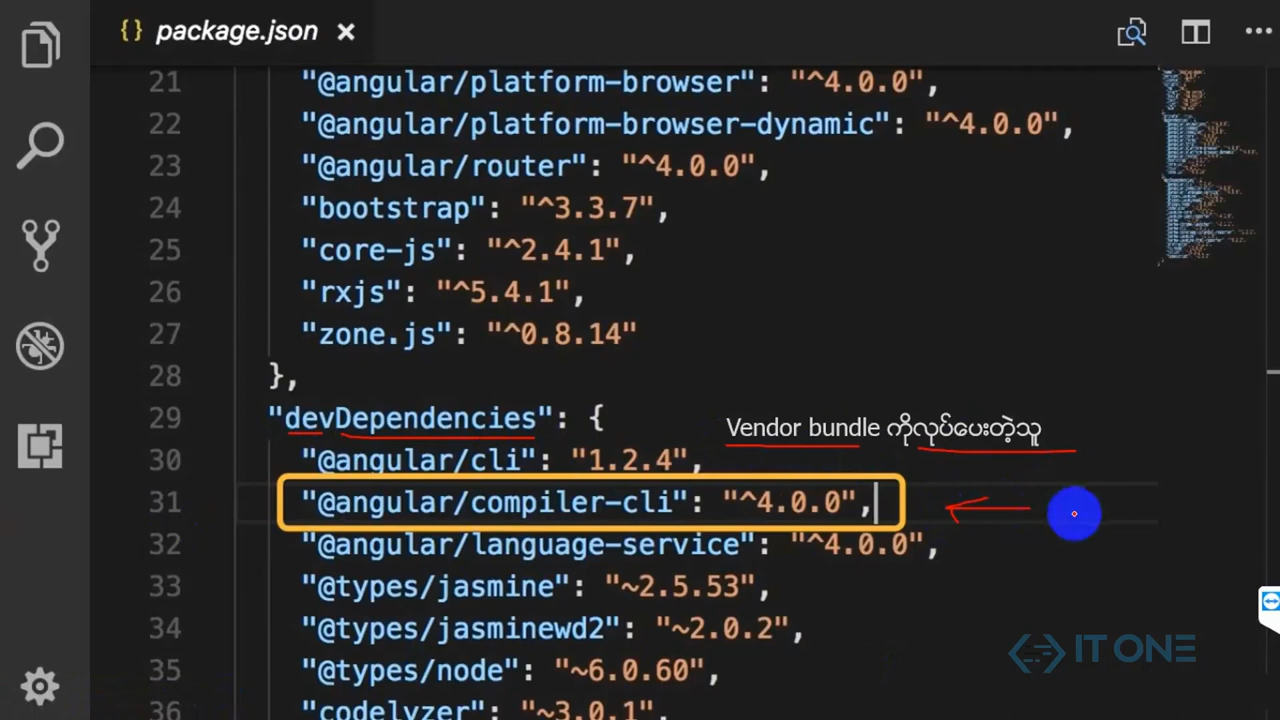 {} package.json ×
21 "@angular/platform-browser": "^4.0.0",
22 "@angular/platform-browser-dynamic": "^4.0.0",
23 "@angular/router": "^4.0.0",
24 "bootstrap": "^3.3.7",
25 "core-js": "^2.4.1",
26 "rxjs": "^5.4.1",
27 "zone.js": "^0.8.14"
28 },
29 "devDependencies": {
Vendor bundle ကိုလုပ်ပေးတဲ့သူ
30 "@angular/cli": "1.2.4",
31 "@angular/compiler-cli": "^4.0.0",
32 "@angular/language-service": "^4.0.0",
33 "@types/jasmine": "~2.5.53",
34 "@types/jasminewd2": "~2.0.2",
35 "@types/node": "~6.0.60",
36 "codelyzer": "~3.0.1",
IT ONE